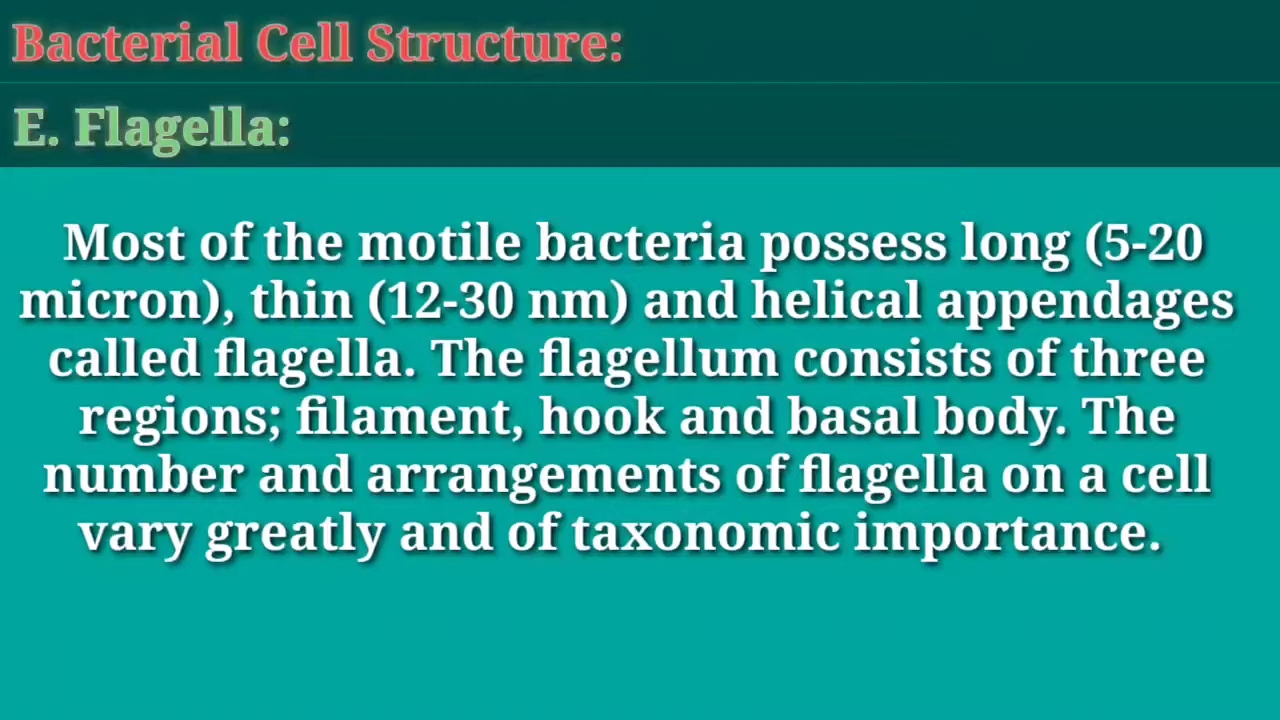 Bacterial Cell Structure:
E. Flagella:
Most of the motile bacteria possess long (5-20
micron), thin (12-30 nm) and helical appendages
called flagella. The flagellum consists of three
regions; filament, hook and basal body. The
number and arrangements of flagella on a cell
vary greatly and of taxonomic importance.